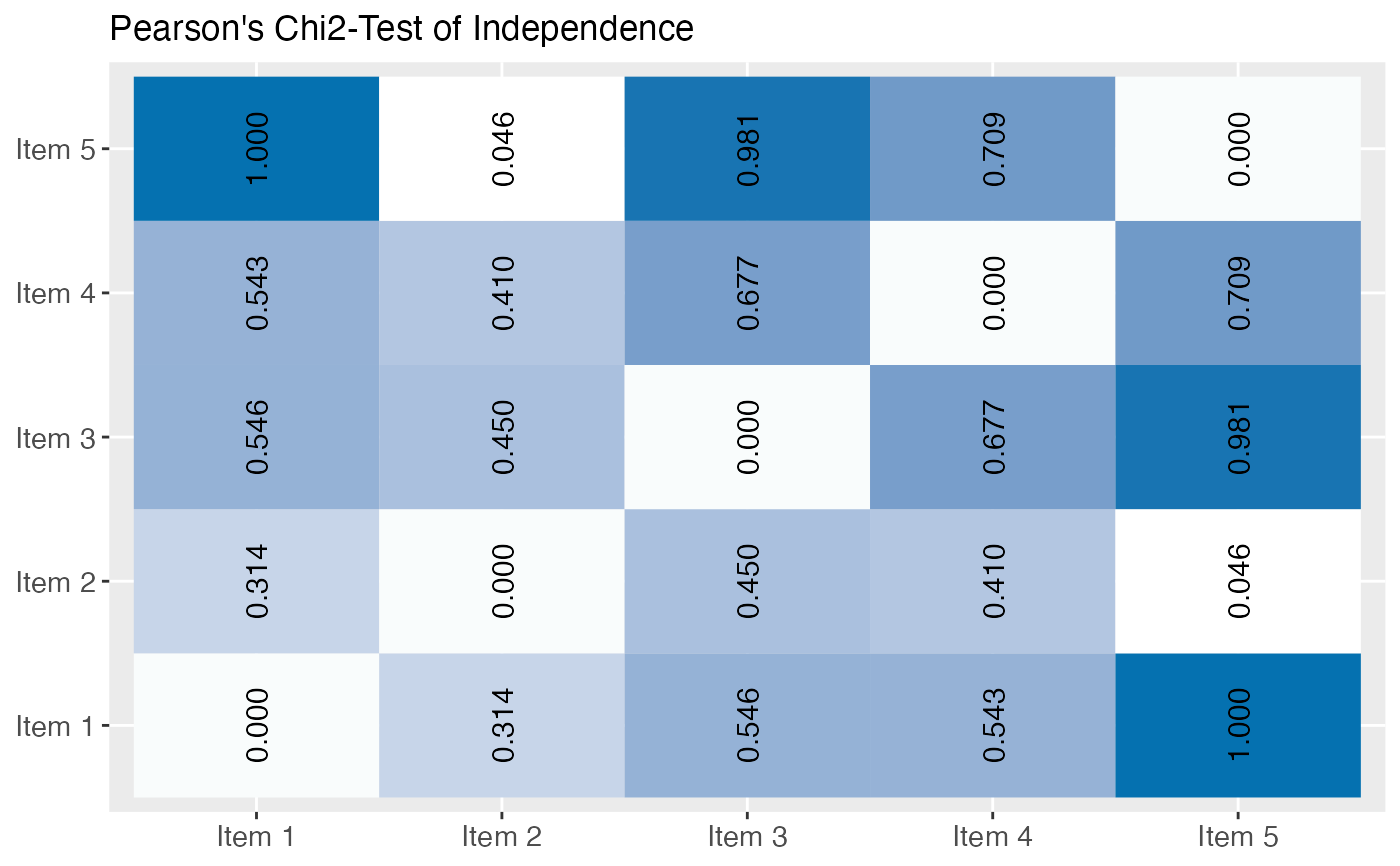 Pearson's Chi2-Test of Independence
Item 5 1.000 0.046 0.981 0.709 0.000
Item 4 0.543 0.410 0.677 0.000 0.709
Item 3 0.546 0.450 0.000 0.677 0.981
Item 2 0.314 0.000 0.450 0.410 0.046
Item 1 0.000 0.314 0.546 0.543 1.000
Item 1 Item 2 Item 3 Item 4 Item 5